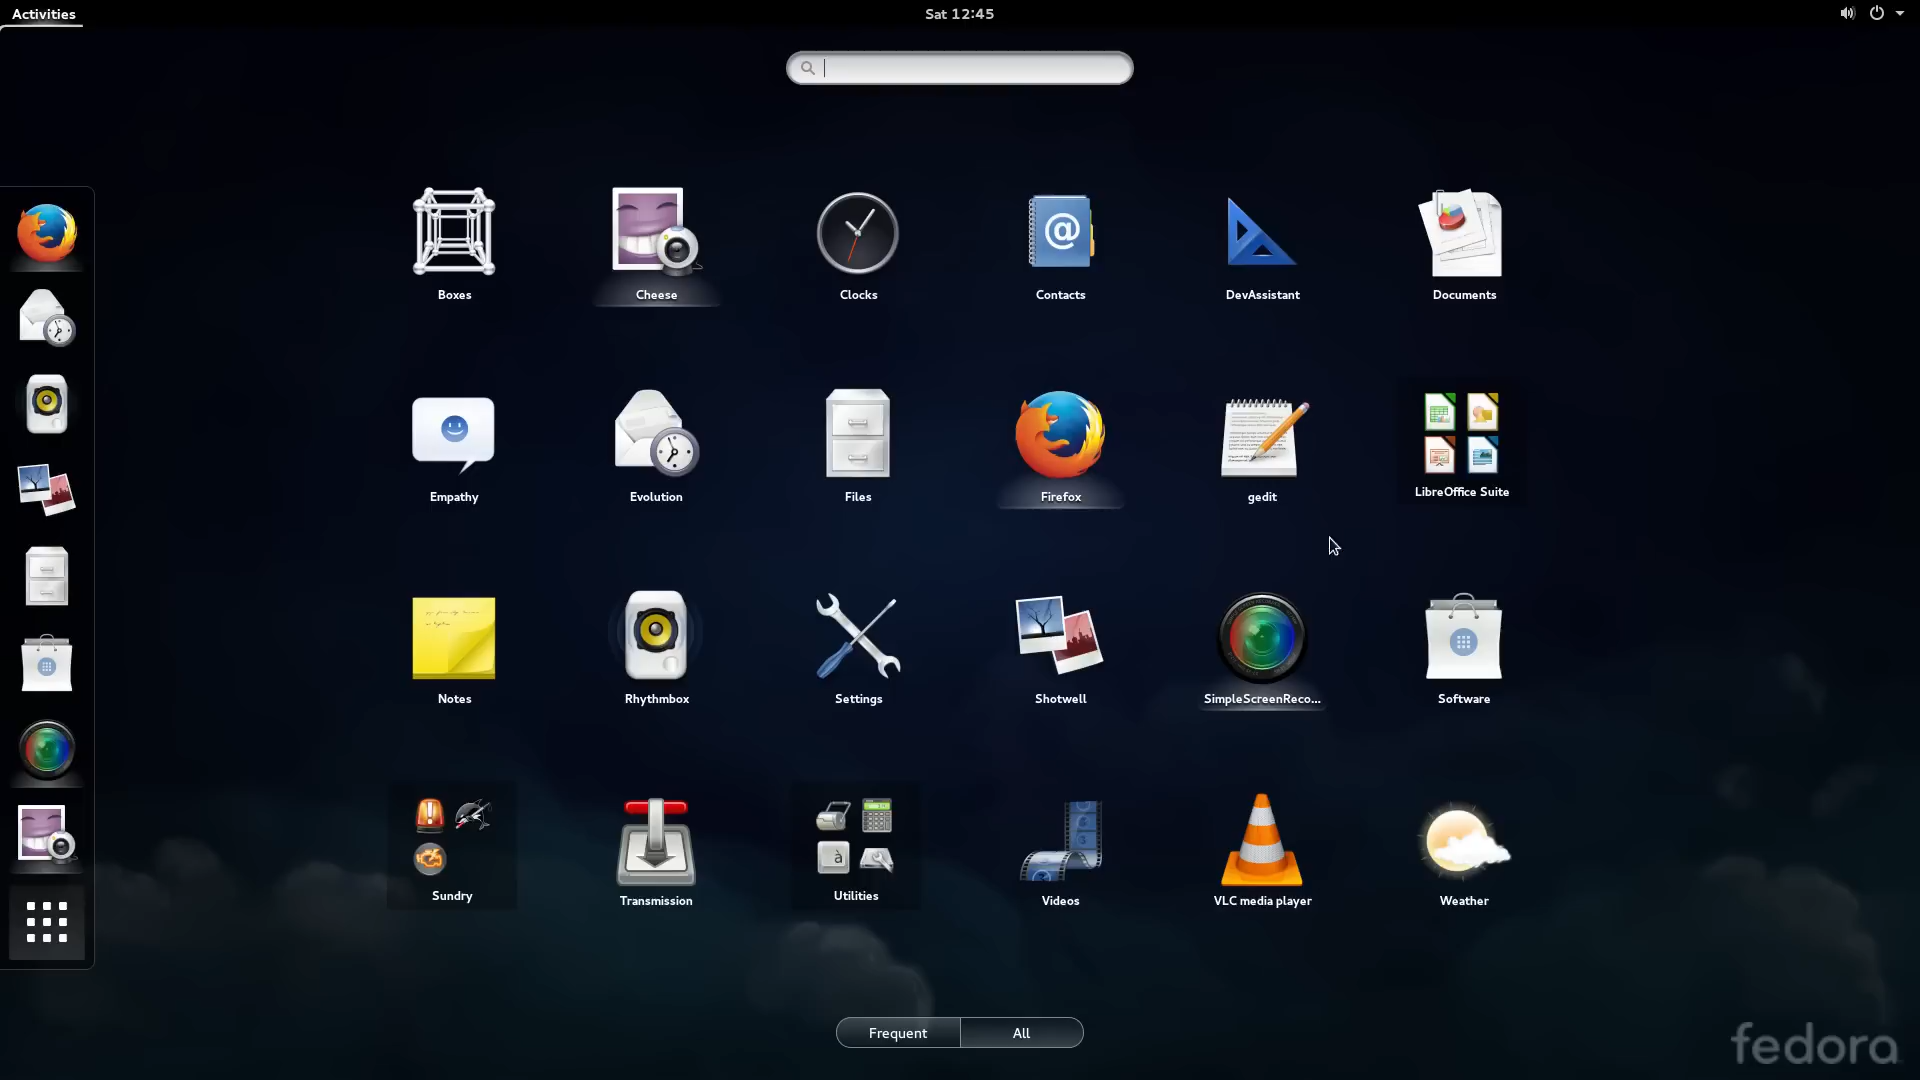 Activities
Sat 12:45
Boxes
Cheese
Clocks
Contacts
DevAssistant
Documents
Empathy
Evolution
Files
Firefox
gedit
LibreOffice Suite
Notes
Rhythmbox
Settings
Shotwell
SimpleScreenReco...
Software
Sundry
Transmission
Utilities
Videos
VLC media player
Weather
Frequent
All
fedora